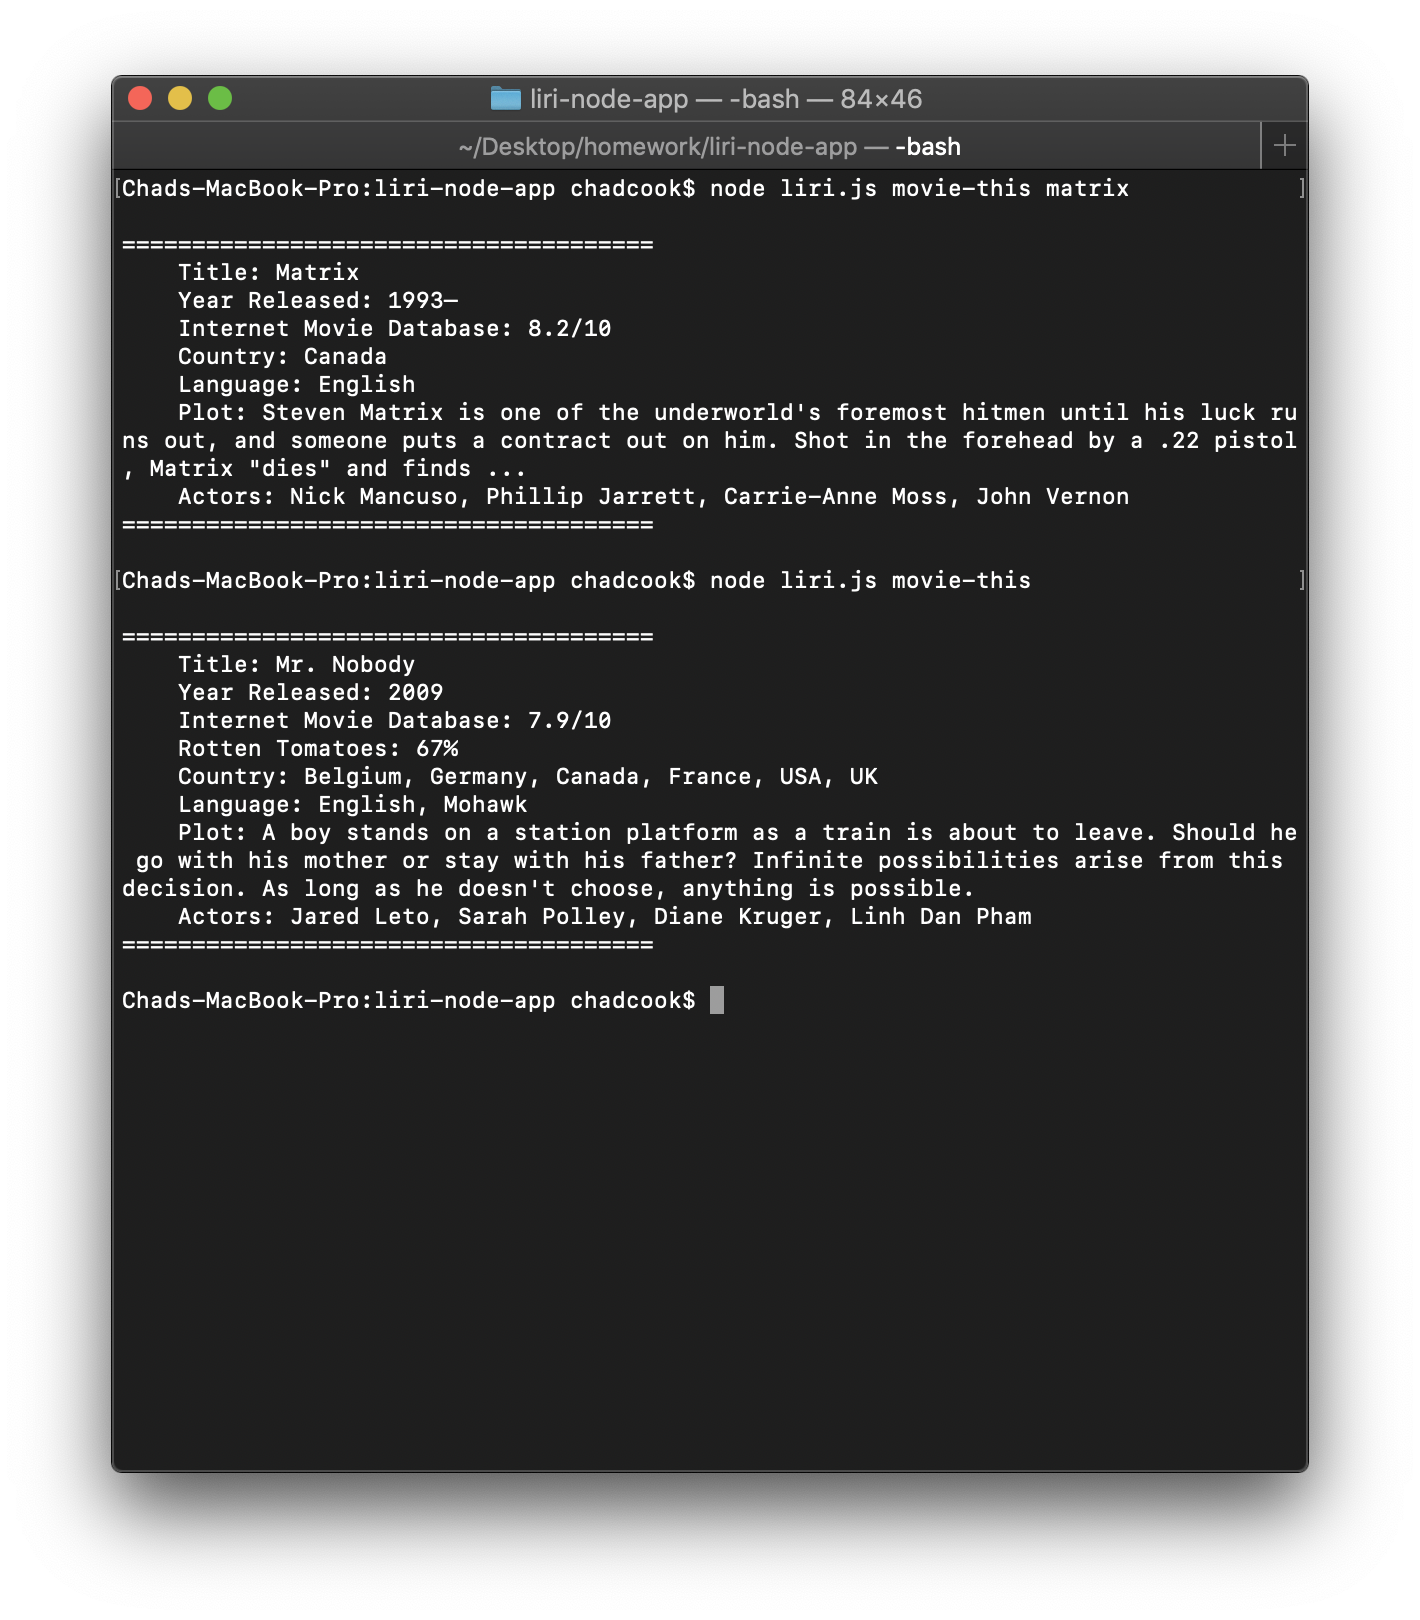 liri-node-app — -bash — 84×46
~/Desktop/homework/liri-node-app — -bash
[Chads-MacBook-Pro:liri-node-app chadcook$ node liri.js movie-this matrix ]
======================================
    Title: Matrix
    Year Released: 1993–
    Internet Movie Database: 8.2/10
    Country: Canada
    Language: English
    Plot: Steven Matrix is one of the underworld's foremost hitmen until his luck ru
ns out, and someone puts a contract out on him. Shot in the forehead by a .22 pistol
, Matrix "dies" and finds ...
    Actors: Nick Mancuso, Phillip Jarrett, Carrie-Anne Moss, John Vernon
======================================
[Chads-MacBook-Pro:liri-node-app chadcook$ node liri.js movie-this ]
======================================
    Title: Mr. Nobody
    Year Released: 2009
    Internet Movie Database: 7.9/10
    Rotten Tomatoes: 67%
    Country: Belgium, Germany, Canada, France, USA, UK
    Language: English, Mohawk
    Plot: A boy stands on a station platform as a train is about to leave. Should he
 go with his mother or stay with his father? Infinite possibilities arise from this
decision. As long as he doesn't choose, anything is possible.
    Actors: Jared Leto, Sarah Polley, Diane Kruger, Linh Dan Pham
======================================
Chads-MacBook-Pro:liri-node-app chadcook$